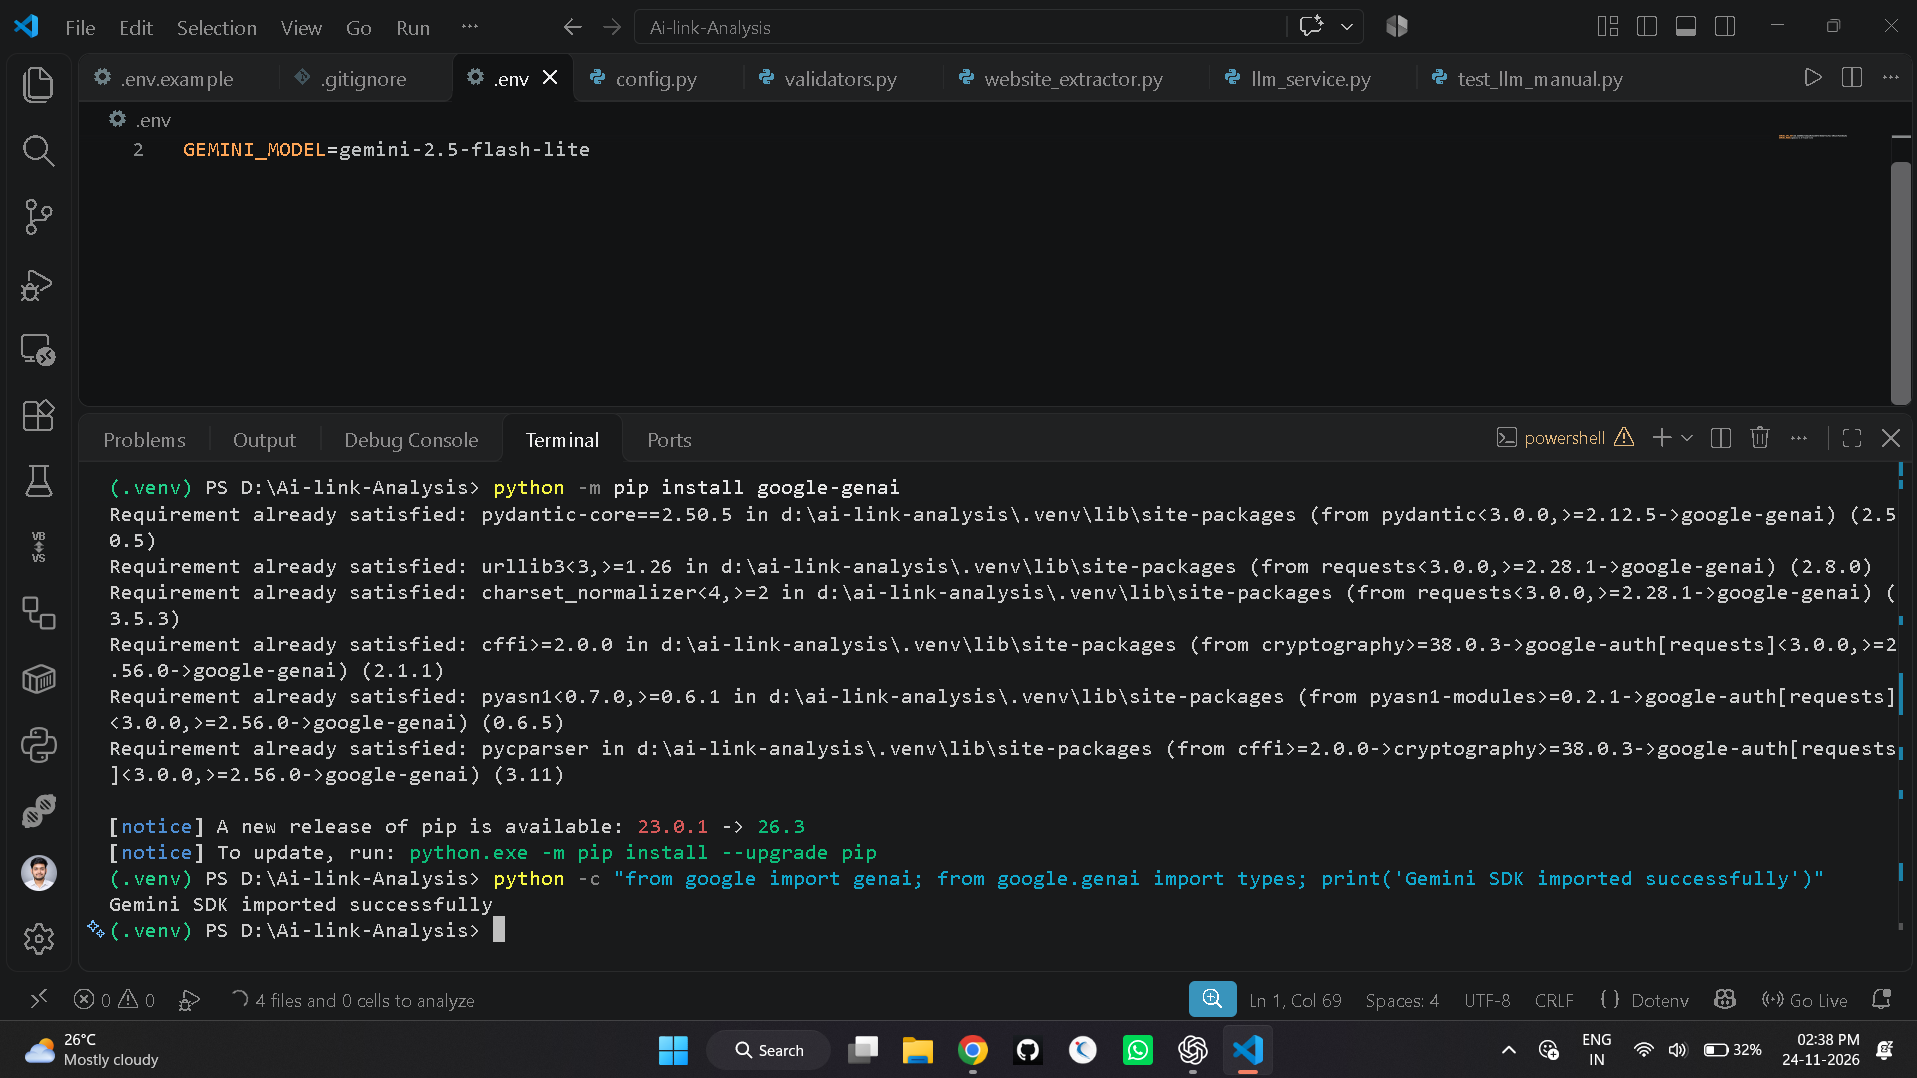 File Edit Selection View Go Run ··· Ai-link-Analysis
.env.example .gitignore .env config.py validators.py website_extractor.py llm_service.py test_llm_manual.py
.env
2 GEMINI_MODEL=gemini-2.5-flash-lite
Problems Output Debug Console Terminal Ports powershell
(.venv) PS D:\Ai-link-Analysis> python -m pip install google-genai
Requirement already satisfied: pydantic-core==2.50.5 in d:\ai-link-analysis\.venv\lib\site-packages (from pydantic<3.0.0,>=2.12.5->google-genai) (2.5
0.5)
Requirement already satisfied: urllib3<3,>=1.26 in d:\ai-link-analysis\.venv\lib\site-packages (from requests<3.0.0,>=2.28.1->google-genai) (2.8.0)
Requirement already satisfied: charset_normalizer<4,>=2 in d:\ai-link-analysis\.venv\lib\site-packages (from requests<3.0.0,>=2.28.1->google-genai) (
3.5.3)
Requirement already satisfied: cffi>=2.0.0 in d:\ai-link-analysis\.venv\lib\site-packages (from cryptography>=38.0.3->google-auth[requests]<3.0.0,>=2
.56.0->google-genai) (2.1.1)
Requirement already satisfied: pyasn1<0.7.0,>=0.6.1 in d:\ai-link-analysis\.venv\lib\site-packages (from pyasn1-modules>=0.2.1->google-auth[requests]
<3.0.0,>=2.56.0->google-genai) (0.6.5)
Requirement already satisfied: pycparser in d:\ai-link-analysis\.venv\lib\site-packages (from cffi>=2.0.0->cryptography>=38.0.3->google-auth[requests
]<3.0.0,>=2.56.0->google-genai) (3.11)
[notice] A new release of pip is available: 23.0.1 -> 26.3
[notice] To update, run: python.exe -m pip install --upgrade pip
(.venv) PS D:\Ai-link-Analysis> python -c "from google import genai; from google.genai import types; print('Gemini SDK imported successfully')"
Gemini SDK imported successfully
(.venv) PS D:\Ai-link-Analysis>
VB
VS
0 0 4 files and 0 cells to analyze Ln 1, Col 69 Spaces: 4 UTF-8 CRLF {} Dotenv Go Live
26°C
Mostly cloudy
Search
ENG
IN
32%
02:38 PM
24-11-2026